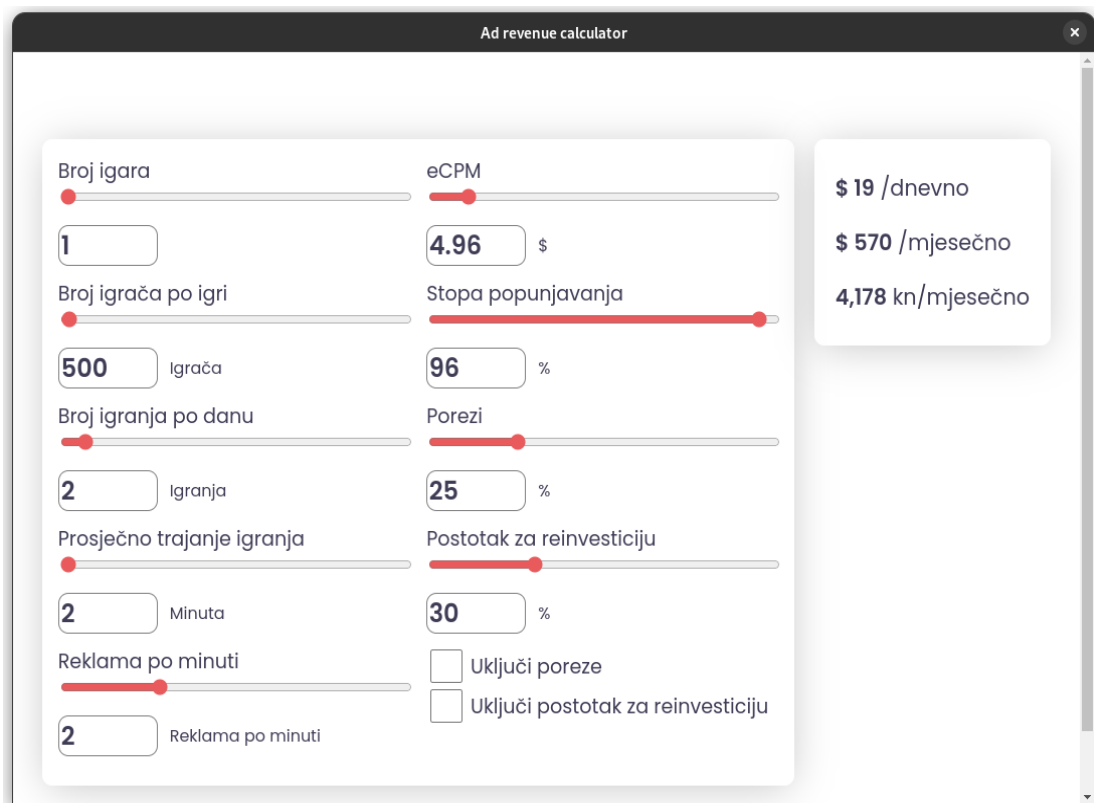 Ad revenue calculator
Broj igara
1
Broj igrača po igri
500 Igrača
Broj igranja po danu
2 Igranja
Prosječno trajanje igranja
2 Minuta
Reklama po minuti
2 Reklama po minuti
eCPM
4.96 $
Stopa popunjavanja
96 %
Porezi
25 %
Postotak za reinvesticiju
30 %
Uključi poreze
Uključi postotak za reinvesticiju
$ 19 /dnevno
$ 570 /mjesečno
4,178 kn/mjesečno